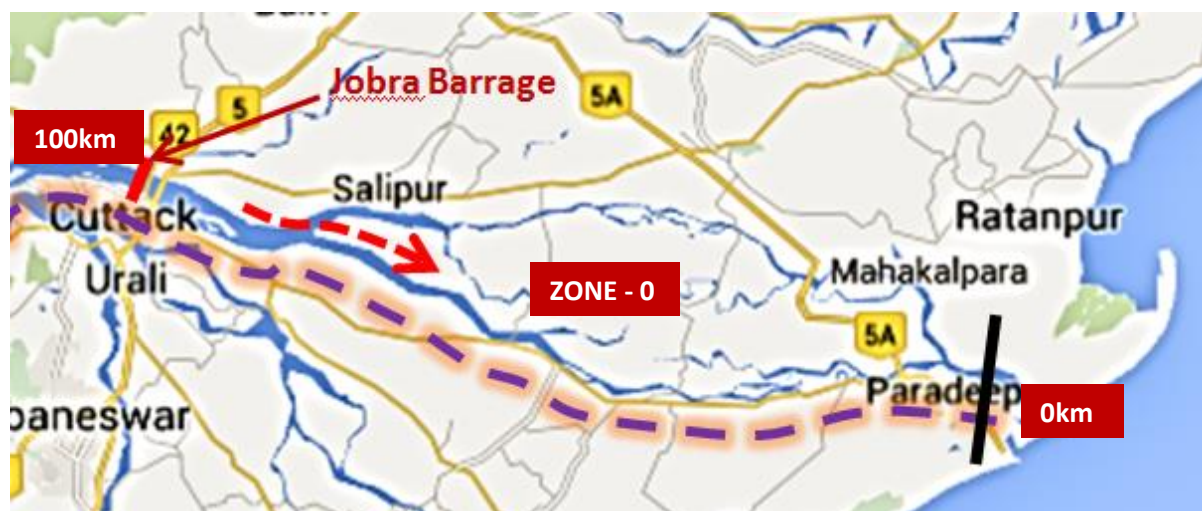 Jobra Barrage
5
5A
42
100km
Salipur
Cuttack
Ratanpur
Urali
ZONE - 0
Mahakalpara
5A
Paradeep
0km
baneswar